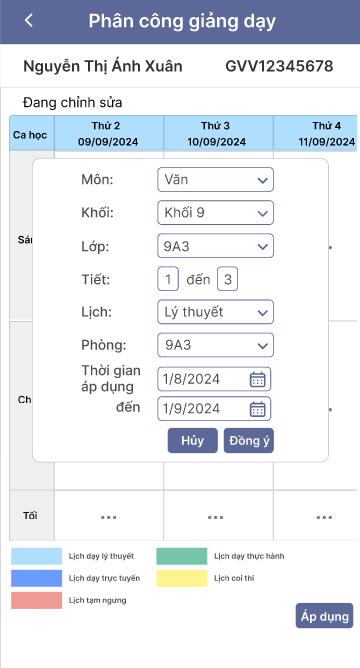 Phân công giảng dạy
Nguyễn Thị Ánh Xuân GVV12345678
Đang chỉnh sửa
Ca học Thứ 2 Thứ 3 Thứ 4
09/09/2024 10/09/2024 11/09/2024
Môn: Văn
Khối: Khối 9
Sá
Lớp: 9A3
Tiết: 1 đến 3
Lịch: Lý thuyết
Phòng: 9A3
Thời gian
áp dụng 1/8/2024
Ch
đến 1/9/2024
Hủy Đồng ý
Tối ... ... ...
Lịch dạy lý thuyết Lịch dạy thực hành
Lịch dạy trực tuyến Lịch coi thi
Lịch tạm ngưng
Áp dụng